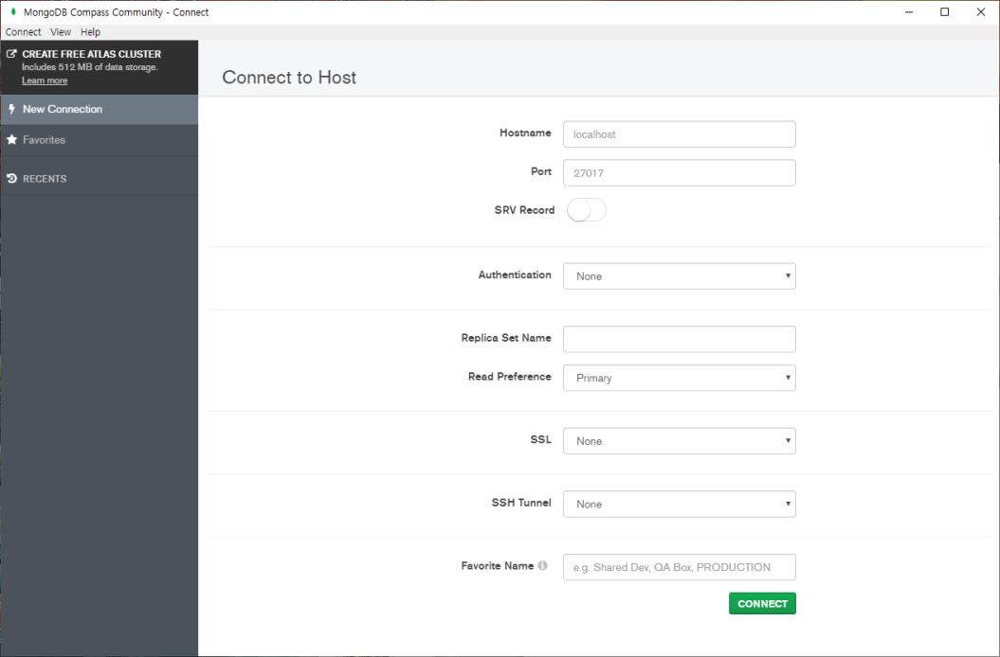 MongoDB Compass Community - Connect
Connect View Help
CREATE FREE ATLAS CLUSTER
Includes 512 MB of data storage.
Learn more
New Connection
Favorites
RECENTS
Connect to Host
Hostname localhost
Port 27017
SRV Record
Authentication None
Replica Set Name
Read Preference Primary
SSL None
SSH Tunnel None
Favorite Name e.g. Shared Dev, QA Box, PRODUCTION
CONNECT